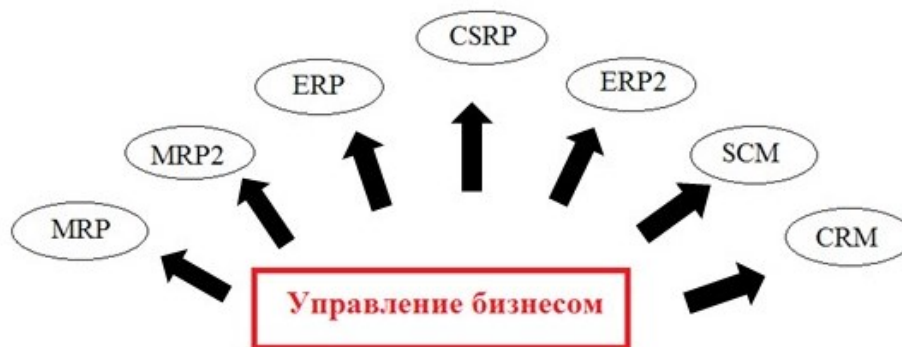 CSRP
ERP
ERP2
MRP2
SCM
MRP
CRM
Управление бизнесом